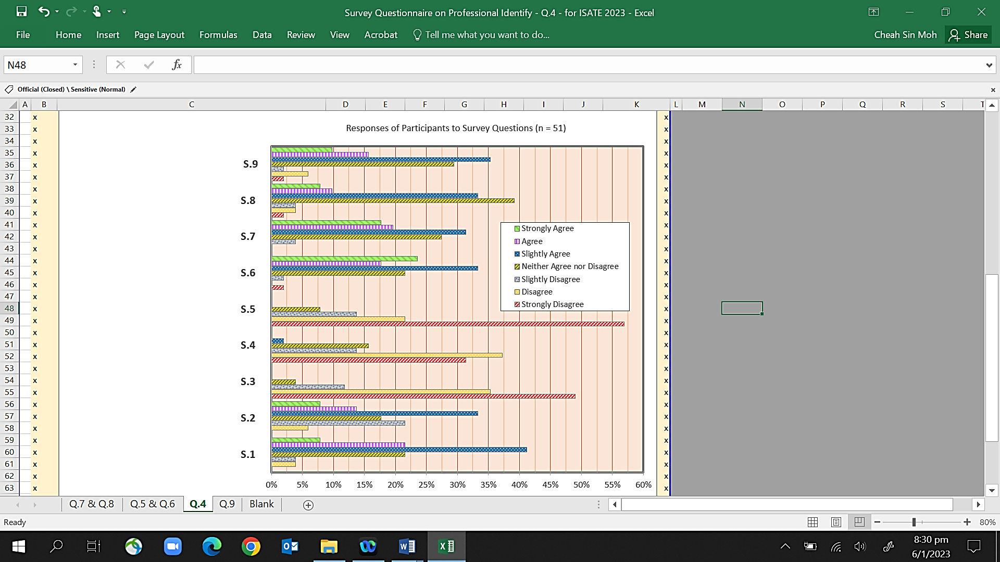 Survey Questionnaire on Professional Identify - Q.4 - for ISATE 2023 - Excel
File Home Insert Page Layout Formulas Data Review View Acrobat Tell me what you want to do... Cheah Sin Moh Share
N48 fx
Official (Closed) \ Sensitive (Normal)
A B C D E F G H I J K L M N O P Q R S T
32 x x
33 x Responses of Participants to Survey Questions (n = 51) x
34 x x
35 x x
36 x S.9 x
37 x x
38 x x
39 x S.8 x
40 x x
41 x Strongly Agree x
42 x S.7 Agree x
43 x Slightly Agree x
44 x Neither Agree nor Disagree x
45 x S.6 Slightly Disagree x
46 x Disagree x
47 x Strongly Disagree x
48 x S.5 x
49 x x
50 x x
51 x S.4 x
52 x x
53 x x
54 x S.3 x
55 x x
56 x x
57 x S.2 x
58 x x
59 x x
60 x S.1 x
61 x x
62 x x
63 x 0% 5% 10% 15% 20% 25% 30% 35% 40% 45% 50% 55% 60% x
Q.7 & Q.8 Q.5 & Q.6 Q.4 Q.9 Blank
Ready 80%
8:30 pm
6/1/2023